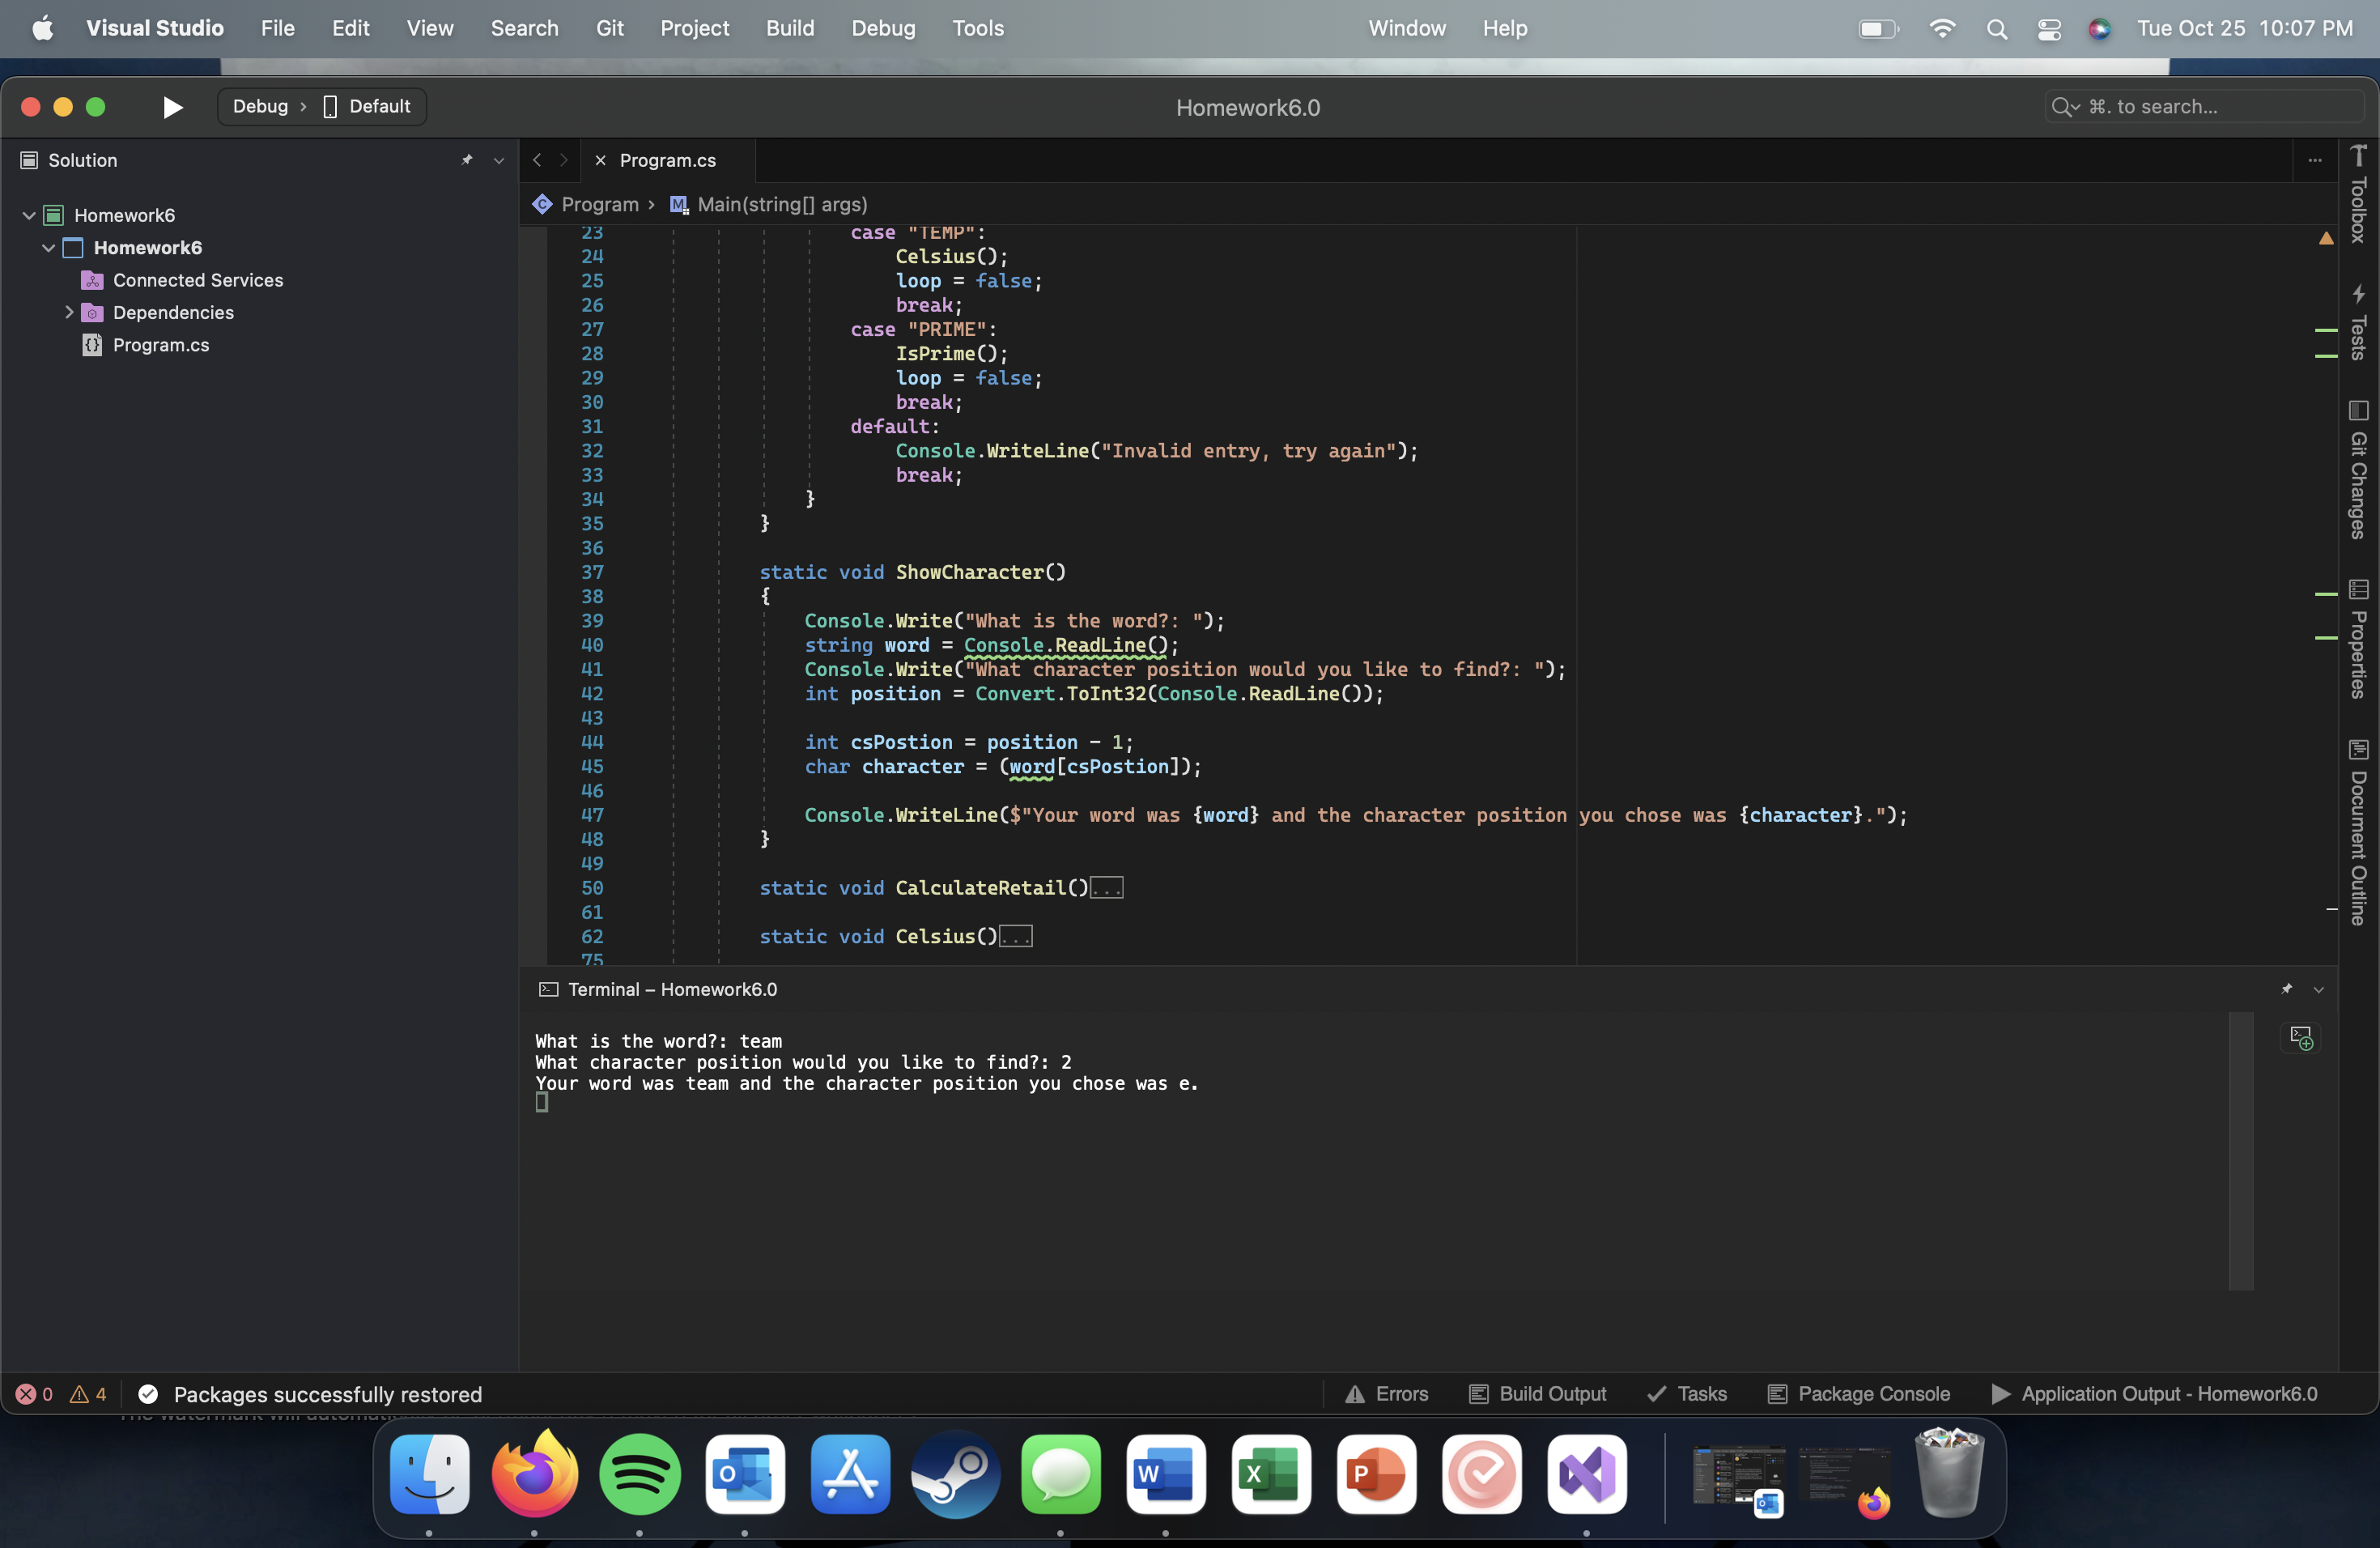 Visual Studio File Edit View Search Git Project Build Debug Tools Window Help Tue Oct 25 10:07 PM
Debug › Default
Homework6.0
⌘. to search...
Solution
Homework6
Homework6
Connected Services
Dependencies
Program.cs
Program.cs
Program › Main(string[] args)
23 case "TEMP":
24 Celsius();
25 loop = false;
26 break;
27 case "PRIME":
28 IsPrime();
29 loop = false;
30 break;
31 default:
32 Console.WriteLine("Invalid entry, try again");
33 break;
34 }
35 }
36
37 static void ShowCharacter()
38 {
39 Console.Write("What is the word?: ");
40 string word = Console.ReadLine();
41 Console.Write("What character position would you like to find?: ");
42 int position = Convert.ToInt32(Console.ReadLine());
43
44 int csPostion = position - 1;
45 char character = (word[csPostion]);
46
47 Console.WriteLine($"Your word was {word} and the character position you chose was {character}.");
48 }
49
50 static void CalculateRetail()...
61
62 static void Celsius()...
75
Toolbox
Tests
Git Changes
Properties
Document Outline
Terminal – Homework6.0
What is the word?: team
What character position would you like to find?: 2
Your word was team and the character position you chose was e.
0 4 Packages successfully restored
Errors Build Output Tasks Package Console Application Output - Homework6.0